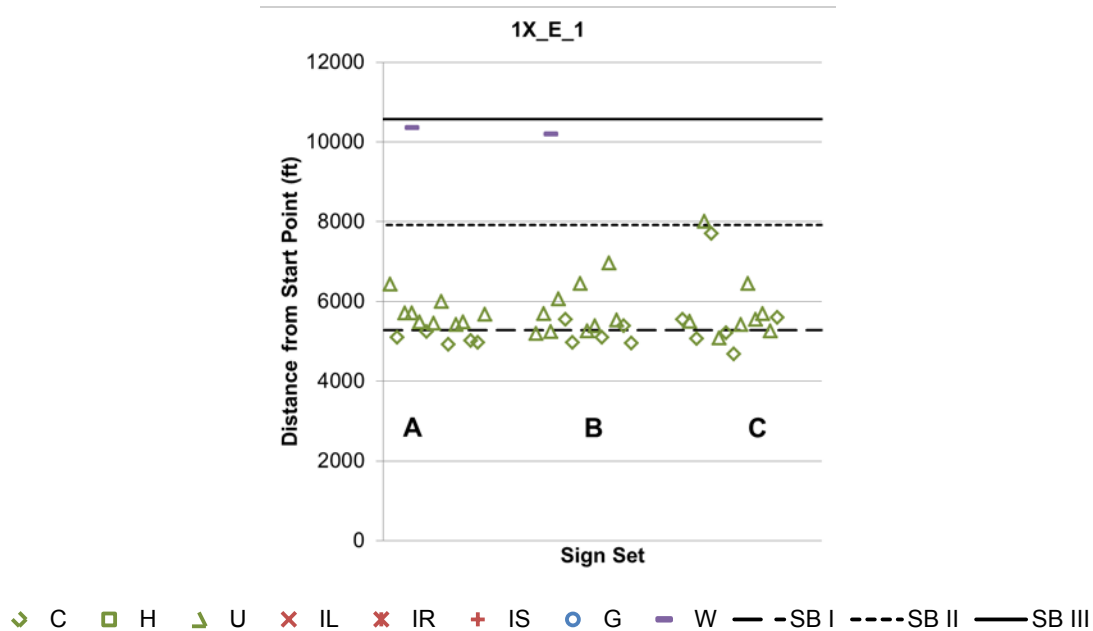 1X_E_1
12000
10000
8000
6000
4000
2000
0
Distance from Start Point (ft)
A B C
Sign Set
C H U IL IR IS G W SB I SB II SB III